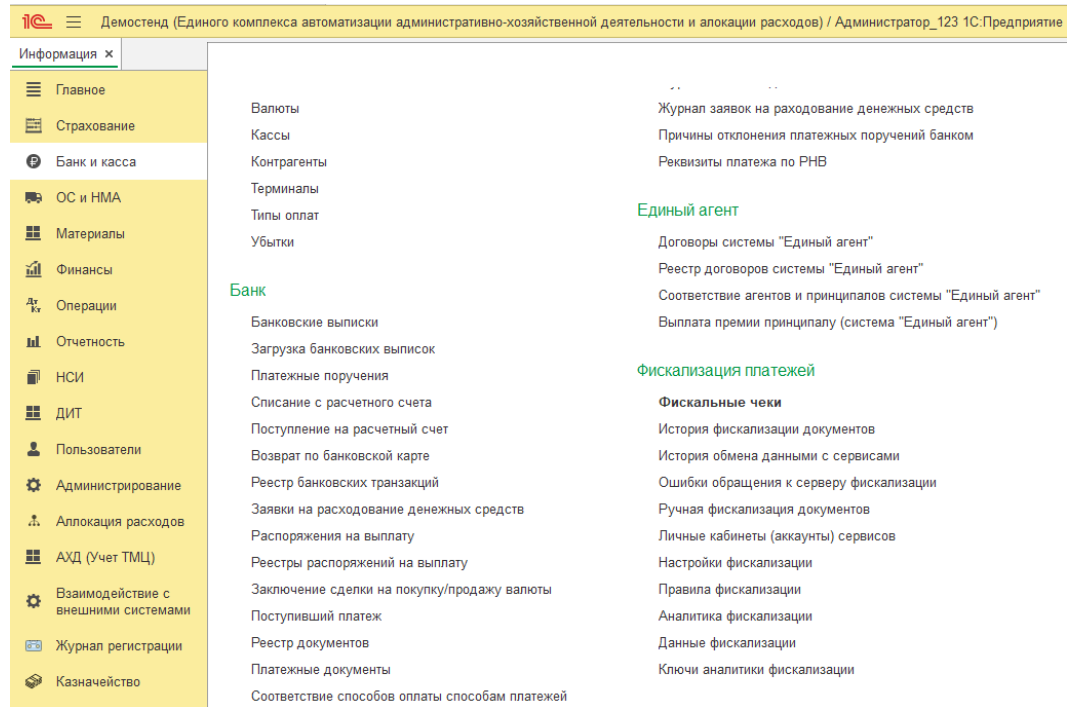 1С Демостенд (Единого комплекса автоматизации административно-хозяйственной деятельности и алокации расходов) / Администратор_123 1С:Предприятие
Информация ×
Главное
Страхование
Банк и касса
ОС и НМА
Материалы
Финансы
Дт Кт Операции
Отчетность
НСИ
ДИТ
Пользователи
Администрирование
Аллокация расходов
АХД (Учет ТМЦ)
Взаимодействие с
внешними системами
Журнал регистрации
Казначейство
Валюты
Кассы
Контрагенты
Терминалы
Типы оплат
Убытки
Банк
Банковские выписки
Загрузка банковских выписок
Платежные поручения
Списание с расчетного счета
Поступление на расчетный счет
Возврат по банковской карте
Реестр банковских транзакций
Заявки на расходование денежных средств
Распоряжения на выплату
Реестры распоряжений на выплату
Заключение сделки на покупку/продажу валюты
Поступивший платеж
Реестр документов
Платежные документы
Соответствие способов оплаты способам платежей
Журнал заявок на раходование денежных средств
Причины отклонения платежных поручений банком
Реквизиты платежа по РНВ
Единый агент
Договоры системы "Единый агент"
Реестр договоров системы "Единый агент"
Соответствие агентов и принципалов системы "Единый агент"
Выплата премии принципалу (система "Единый агент")
Фискализация платежей
Фискальные чеки
История фискализации документов
История обмена данными с сервисами
Ошибки обращения к серверу фискализации
Ручная фискализация документов
Личные кабинеты (аккаунты) сервисов
Настройки фискализации
Правила фискализации
Аналитика фискализации
Данные фискализации
Ключи аналитики фискализации